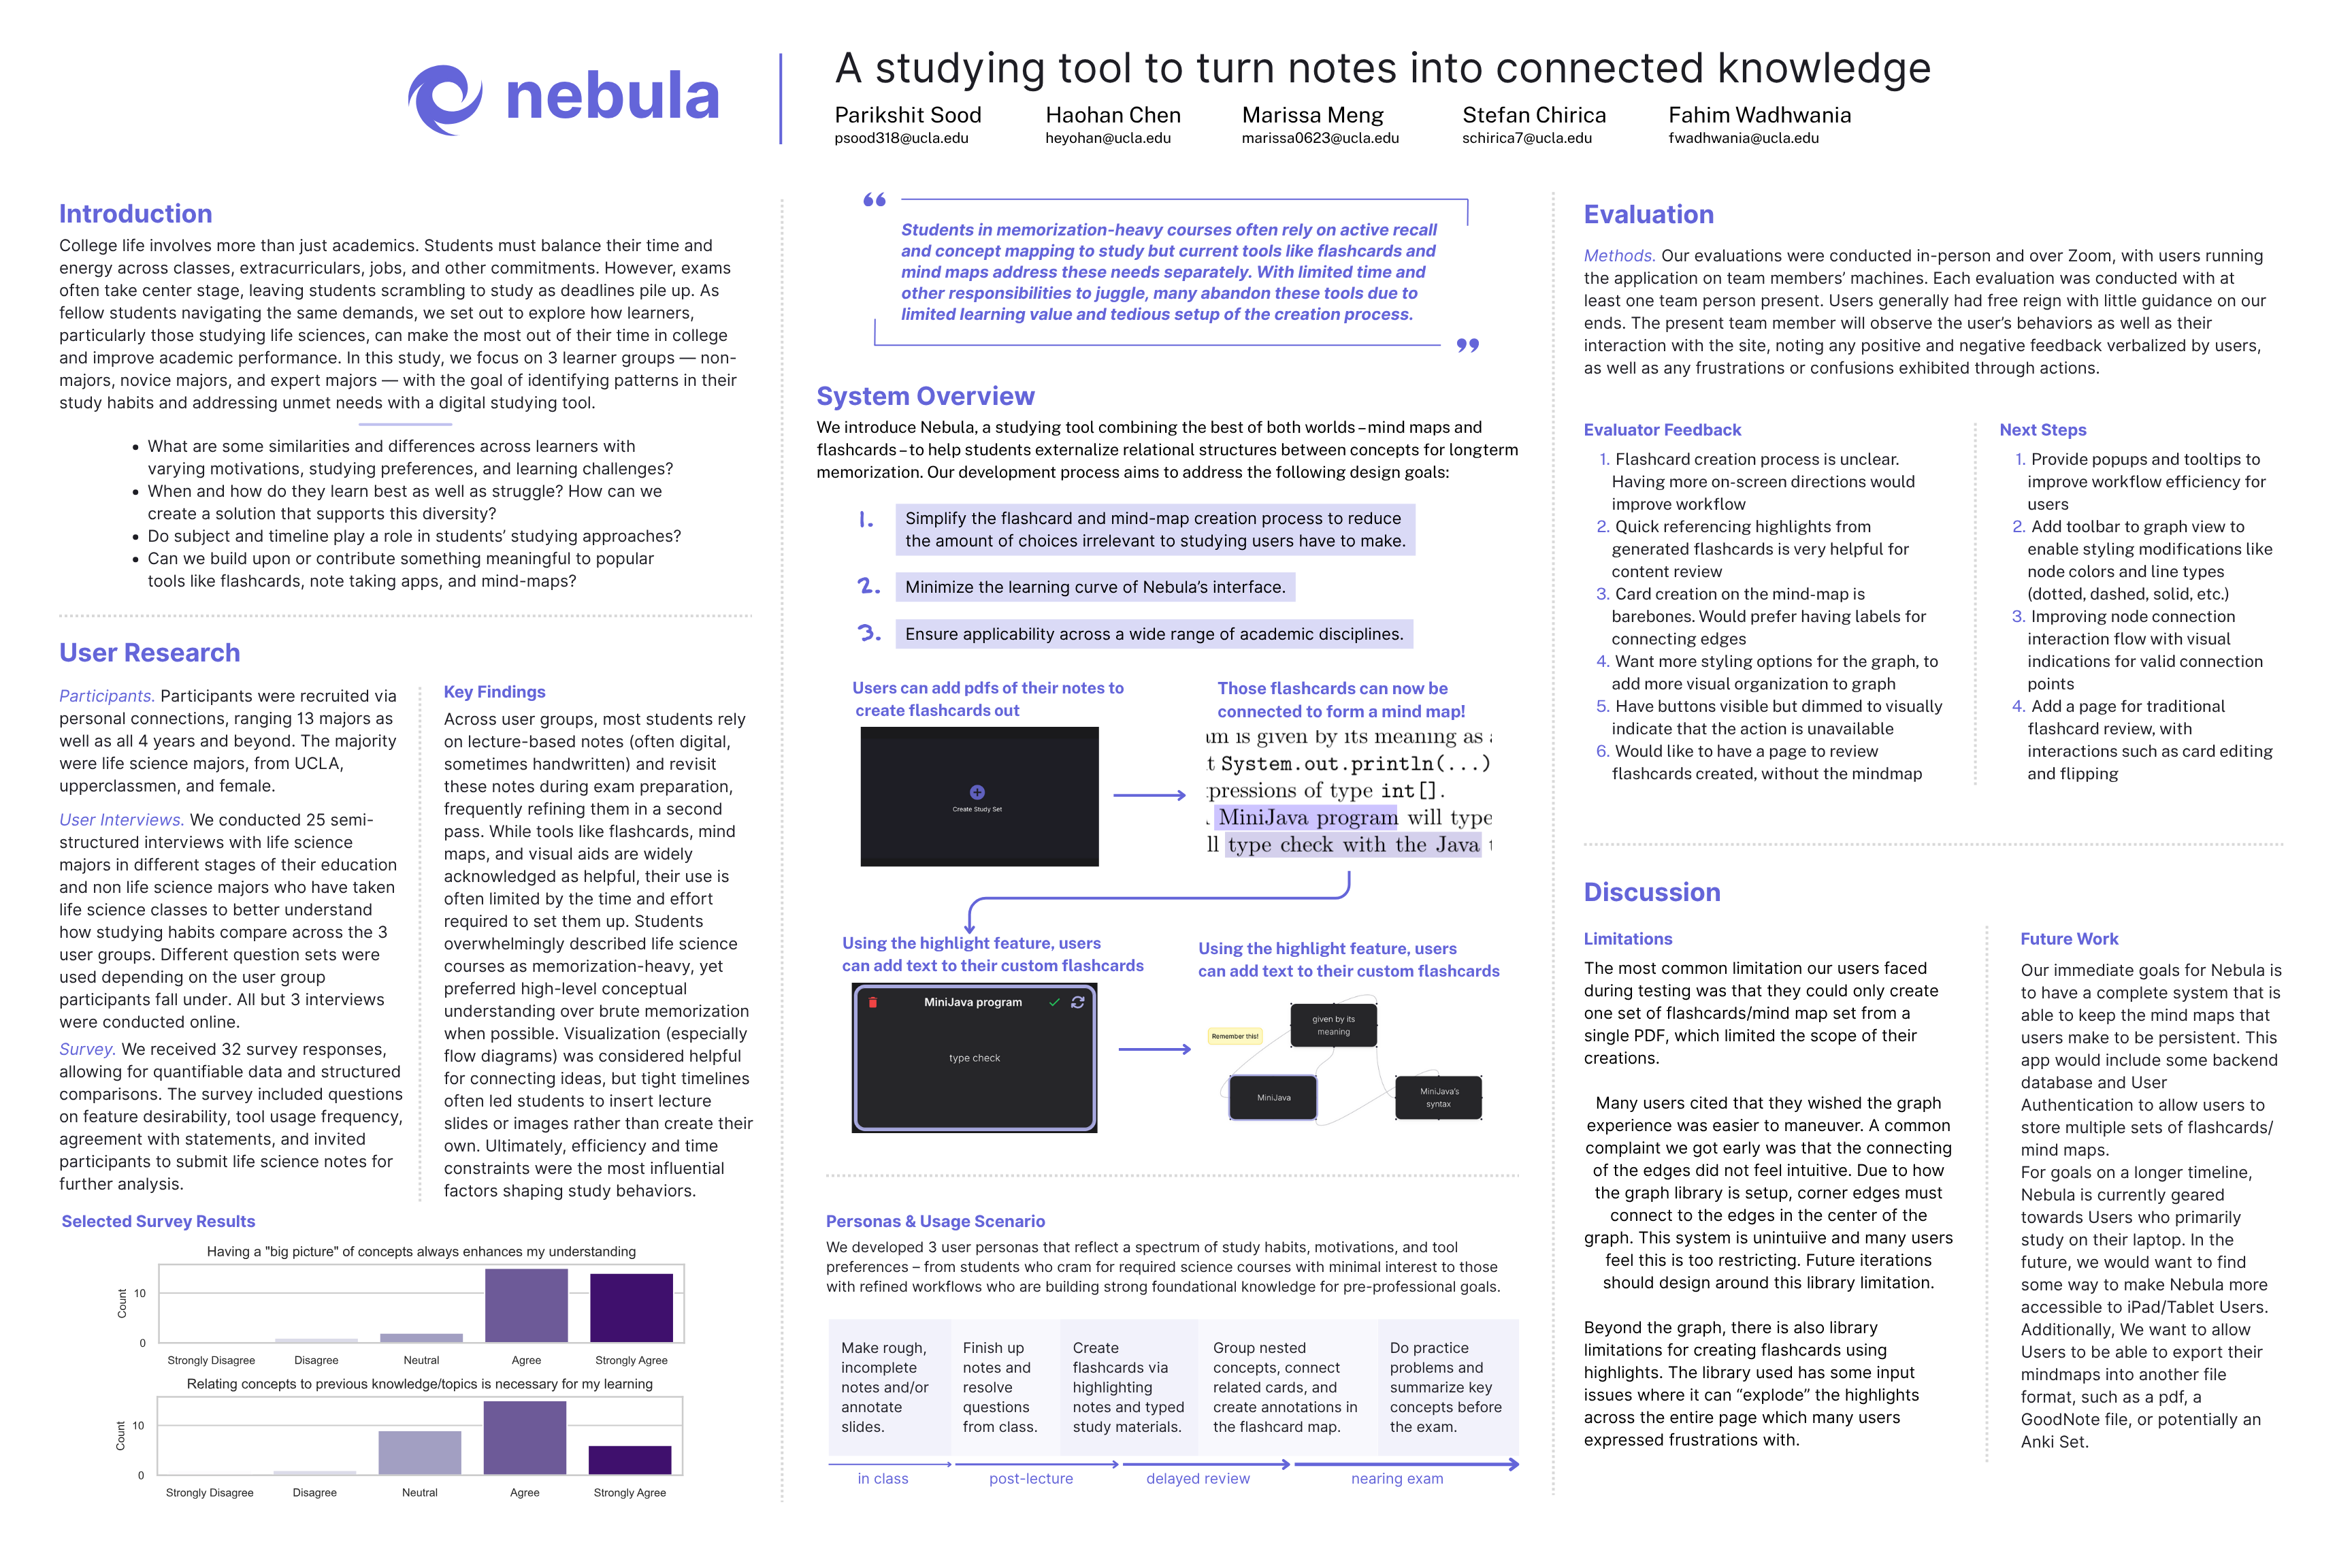 nebula
A studying tool to turn notes into connected knowledge
Parikshit Sood
psood318@ucla.edu
Haohan Chen
heyohan@ucla.edu
Marissa Meng
marissa0623@ucla.edu
Stefan Chirica
schirica7@ucla.edu
Fahim Wadhwania
fwadhwania@ucla.edu
Introduction
College life involves more than just academics. Students must balance their time and
energy across classes, extracurriculars, jobs, and other commitments. However, exams
often take center stage, leaving students scrambling to study as deadlines pile up. As
fellow students navigating the same demands, we set out to explore how learners,
particularly those studying life sciences, can make the most out of their time in college
and improve academic performance. In this study, we focus on 3 learner groups — non-
majors, novice majors, and expert majors — with the goal of identifying patterns in their
study habits and addressing unmet needs with a digital studying tool.
• What are some similarities and differences across learners with
varying motivations, studying preferences, and learning challenges?
• When and how do they learn best as well as struggle? How can we
create a solution that supports this diversity?
• Do subject and timeline play a role in students' studying approaches?
• Can we build upon or contribute something meaningful to popular
tools like flashcards, note taking apps, and mind-maps?
User Research
Participants. Participants were recruited via
personal connections, ranging 13 majors as
well as all 4 years and beyond. The majority
were life science majors, from UCLA,
upperclassmen, and female.
User Interviews. We conducted 25 semi-
structured interviews with life science
majors in different stages of their education
and non life science majors who have taken
life science classes to better understand
how studying habits compare across the 3
user groups. Different question sets were
used depending on the user group
participants fall under. All but 3 interviews
were conducted online.
Survey. We received 32 survey responses,
allowing for quantifiable data and structured
comparisons. The survey included questions
on feature desirability, tool usage frequency,
agreement with statements, and invited
participants to submit life science notes for
further analysis.
Key Findings
Across user groups, most students rely
on lecture-based notes (often digital,
sometimes handwritten) and revisit
these notes during exam preparation,
frequently refining them in a second
pass. While tools like flashcards, mind
maps, and visual aids are widely
acknowledged as helpful, their use is
often limited by the time and effort
required to set them up. Students
overwhelmingly described life science
courses as memorization-heavy, yet
preferred high-level conceptual
understanding over brute memorization
when possible. Visualization (especially
flow diagrams) was considered helpful
for connecting ideas, but tight timelines
often led students to insert lecture
slides or images rather than create their
own. Ultimately, efficiency and time
constraints were the most influential
factors shaping study behaviors.
Selected Survey Results
Having a "big picture" of concepts always enhances my understanding
Count
10
0
Strongly Disagree
Disagree
Neutral
Agree
Strongly Agree
Relating concepts to previous knowledge/topics is necessary for my learning
Count
10
0
Strongly Disagree
Disagree
Neutral
Agree
Strongly Agree
“
Students in memorization-heavy courses often rely on active recall
and concept mapping to study but current tools like flashcards and
mind maps address these needs separately. With limited time and
other responsibilities to juggle, many abandon these tools due to
limited learning value and tedious setup of the creation process.
”
System Overview
We introduce Nebula, a studying tool combining the best of both worlds – mind maps and
flashcards – to help students externalize relational structures between concepts for longterm
memorization. Our development process aims to address the following design goals:
1. Simplify the flashcard and mind-map creation process to reduce
the amount of choices irrelevant to studying users have to make.
2. Minimize the learning curve of Nebula's interface.
3. Ensure applicability across a wide range of academic disciplines.
Users can add pdfs of their notes to
create flashcards out
Create Study Set
Those flashcards can now be
connected to form a mind map!
given by its meaning as
t System.out.println(...)
pressions of type int[].
MiniJava program will type
ll type check with the Java
Using the highlight feature, users
can add text to their custom flashcards
MiniJava program
type check
Using the highlight feature, users
can add text to their custom flashcards
Remember this!
given by its
meaning
MiniJava
MiniJava's
syntax
Personas & Usage Scenario
We developed 3 user personas that reflect a spectrum of study habits, motivations, and tool
preferences – from students who cram for required science courses with minimal interest to those
with refined workflows who are building strong foundational knowledge for pre-professional goals.
Make rough,
incomplete
notes and/or
annotate
slides.
Finish up
notes and
resolve
questions
from class.
Create
flashcards via
highlighting
notes and typed
study materials.
Group nested
concepts, connect
related cards, and
create annotations in
the flashcard map.
Do practice
problems and
summarize key
concepts before
the exam.
in class
post-lecture
delayed review
nearing exam
Evaluation
Methods. Our evaluations were conducted in-person and over Zoom, with users running
the application on team members' machines. Each evaluation was conducted with at
least one team person present. Users generally had free reign with little guidance on our
ends. The present team member will observe the user's behaviors as well as their
interaction with the site, noting any positive and negative feedback verbalized by users,
as well as any frustrations or confusions exhibited through actions.
Evaluator Feedback
1. Flashcard creation process is unclear.
Having more on-screen directions would
improve workflow
2. Quick referencing highlights from
generated flashcards is very helpful for
content review
3. Card creation on the mind-map is
barebones. Would prefer having labels for
connecting edges
4. Want more styling options for the graph, to
add more visual organization to graph
5. Have buttons visible but dimmed to visually
indicate that the action is unavailable
6. Would like to have a page to review
flashcards created, without the mindmap
Next Steps
1. Provide popups and tooltips to
improve workflow efficiency for
users
2. Add toolbar to graph view to
enable styling modifications like
node colors and line types
(dotted, dashed, solid, etc.)
3. Improving node connection
interaction flow with visual
indications for valid connection
points
4. Add a page for traditional
flashcard review, with
interactions such as card editing
and flipping
Discussion
Limitations
The most common limitation our users faced
during testing was that they could only create
one set of flashcards/mind map set from a
single PDF, which limited the scope of their
creations.
Many users cited that they wished the graph
experience was easier to maneuver. A common
complaint we got early was that the connecting
of the edges did not feel intuitive. Due to how
the graph library is setup, corner edges must
connect to the edges in the center of the
graph. This system is unintuiive and many users
feel this is too restricting. Future iterations
should design around this library limitation.
Beyond the graph, there is also library
limitations for creating flashcards using
highlights. The library used has some input
issues where it can “explode” the highlights
across the entire page which many users
expressed frustrations with.
Future Work
Our immediate goals for Nebula is
to have a complete system that is
able to keep the mind maps that
users make to be persistent. This
app would include some backend
database and User
Authentication to allow users to
store multiple sets of flashcards/
mind maps.
For goals on a longer timeline,
Nebula is currently geared
towards Users who primarily
study on their laptop. In the
future, we would want to find
some way to make Nebula more
accessible to iPad/Tablet Users.
Additionally, We want to allow
Users to be able to export their
mindmaps into another file
format, such as a pdf, a
GoodNote file, or potentially an
Anki Set.